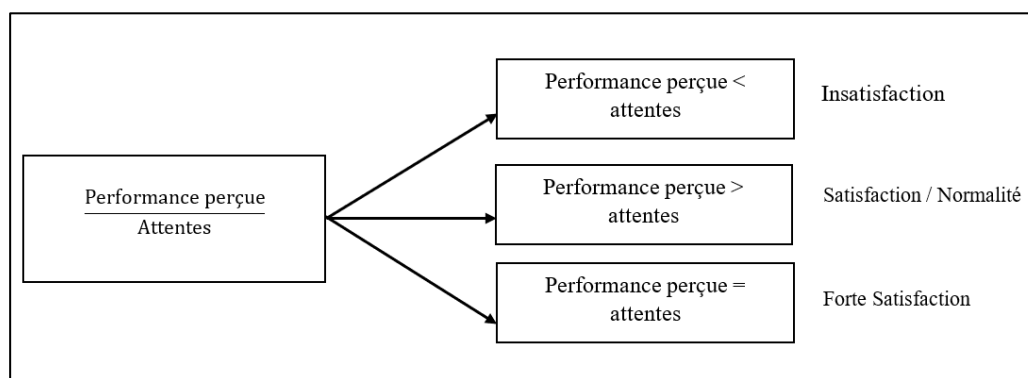 Performance perçue <
attentes
Insatisfaction
Performance perçue
Attentes
Performance perçue >
attentes
Satisfaction / Normalité
Performance perçue =
attentes
Forte Satisfaction